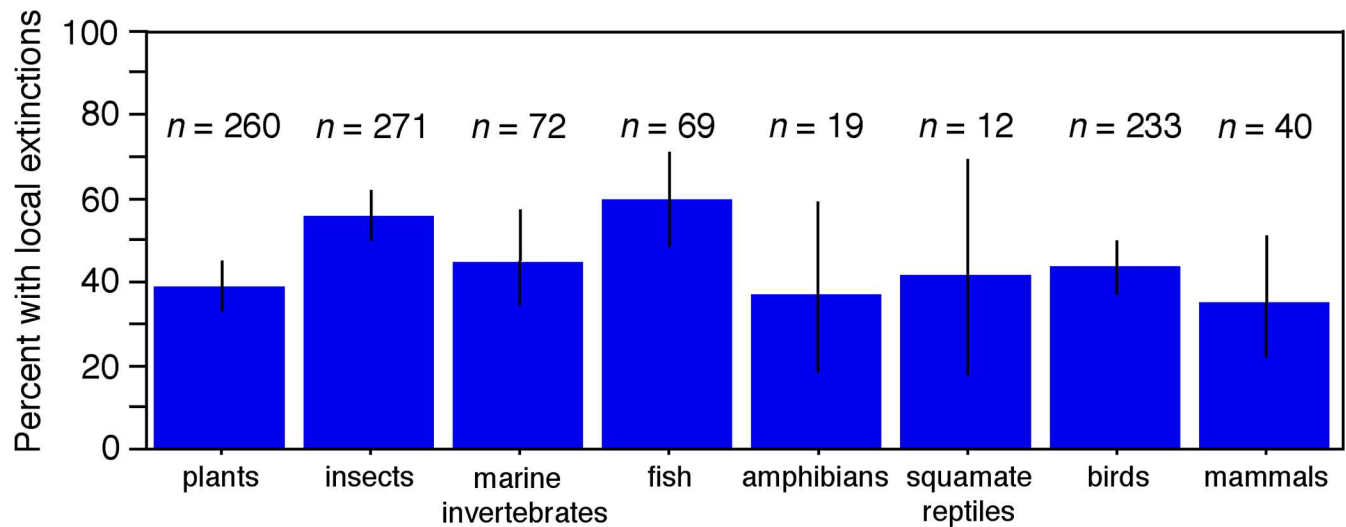 Percent with local extinctions
100
80
60
40
20
0
n = 260 n = 271 n = 72 n = 69 n = 19 n = 12 n = 233 n = 40
plants insects marine fish amphibians squamate birds mammals
invertebrates reptiles